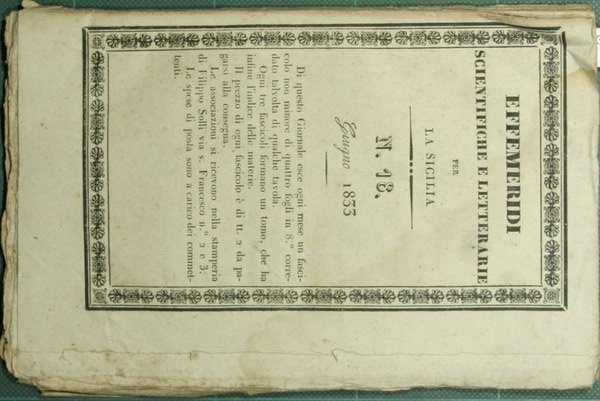 EFFEMERIDI
SCIENTIFICHE E LETTERARIE
PER
LA SICILIA
N. 18.
Giugno 1833
Di questo Giornale esce ogni mese un fasci-
colo non minore di quattro fogli in 8.° corre-
dato talvolta di qualche tavola.
Ogni tre fascicoli formano un tomo, che ha
infine l'indice delle materie.
Il prezzo di ogni fascicolo è di tt. 2 da pa-
garsi alla consegna.
Le associazioni si ricevono nella stamperia
di Filippo Solli via s. Francesco n.° 2 e 3.
Le spese di posta sono a carico dei commet-
tenti.